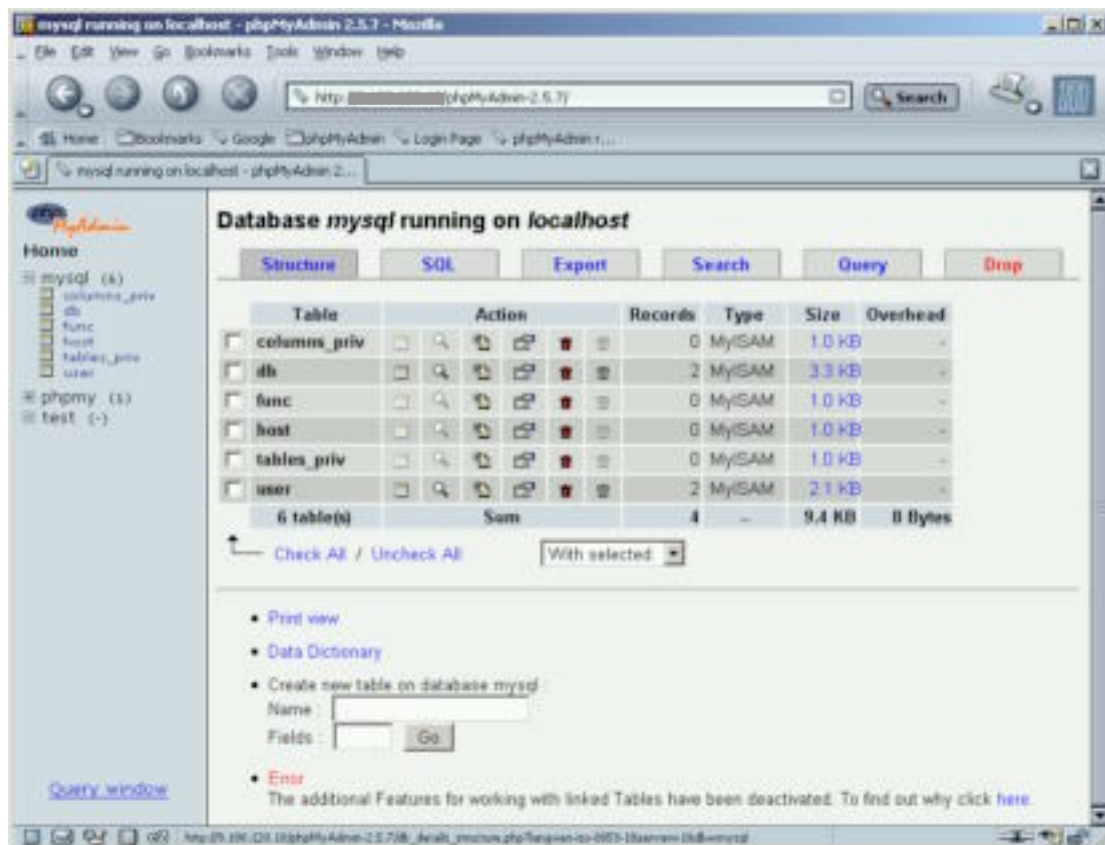 mysql running on localhost - phpMyAdmin 2.5.7 - Mozilla
File Edit View Go Bookmarks Tools Window Help
http:/ /phpMyAdmin-2.5.7/
Search
Home Bookmarks Google phpMyAdmin Login Page phpMyAdmin r...
mysql running on localhost - phpMyAdmin 2....
php
MyAdmin
Home
mysql (6)
columns_priv
db
func
host
tables_priv
user
phpmy (1)
test (-)
Query window
Database mysql running on localhost
Structure SQL Export Search Query Drop
Table Action Records Type Size Overhead
columns_priv 0 MyISAM 1.0 KB -
db 2 MyISAM 3.3 KB -
func 0 MyISAM 1.0 KB -
host 0 MyISAM 1.0 KB -
tables_priv 0 MyISAM 1.0 KB -
user 2 MyISAM 2.1 KB -
6 table(s) Sum 4 -- 9.4 KB 0 Bytes
Check All / Uncheck All With selected:
Print view
Data Dictionary
Create new table on database mysql :
Name :
Fields : Go
Error
The additional Features for working with linked Tables have been deactivated. To find out why click here.